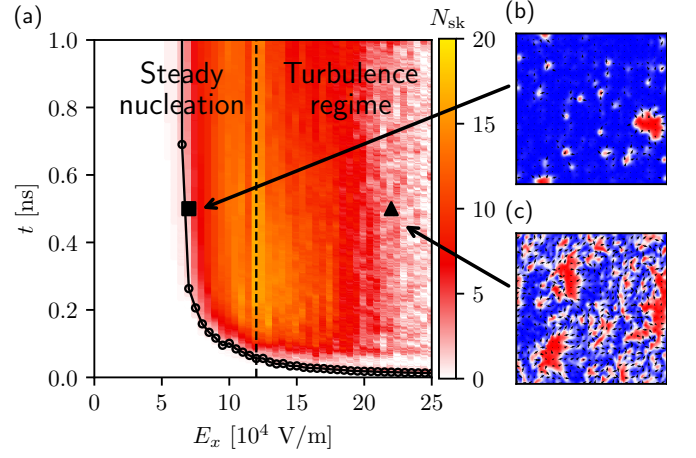 (a)
N_sk
(b)
1.0
0.8
0.6
0.4
0.2
0.0
t [ns]
Steady
nucleation
Turbulence
regime
20
15
10
5
0
0
5
10
15
20
25
E_x [10^4 V/m]
(c)